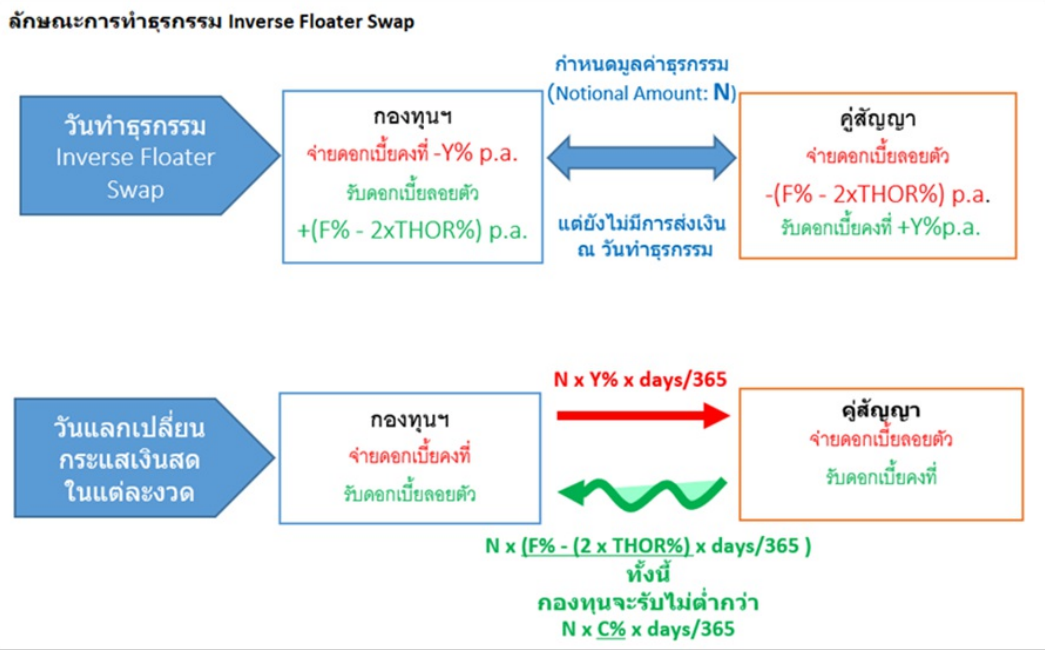 ลักษณะการทำธุรกรรม Inverse Floater Swap
วันทำธุรกรรม
Inverse Floater
Swap
กองทุนฯ
จ่ายดอกเบี้ยคงที่ -Y% p.a.
รับดอกเบี้ยลอยตัว
+(F% - 2xTHOR%) p.a.
กำหนดมูลค่าธุรกรรม
(Notional Amount: N)
แต่ยังไม่มีการส่งเงิน
ณ วันทำธุรกรรม
คู่สัญญา
จ่ายดอกเบี้ยลอยตัว
-(F% - 2xTHOR%) p.a.
รับดอกเบี้ยคงที่ +Y%p.a.
วันแลกเปลี่ยน
กระแสเงินสด
ในแต่ละงวด
กองทุนฯ
จ่ายดอกเบี้ยคงที่
รับดอกเบี้ยลอยตัว
N x Y% x days/365
คู่สัญญา
จ่ายดอกเบี้ยลอยตัว
รับดอกเบี้ยคงที่
N x (F% - (2 x THOR%) x days/365 )
ทั้งนี้
กองทุนจะรับไม่ต่ำกว่า
N x C% x days/365